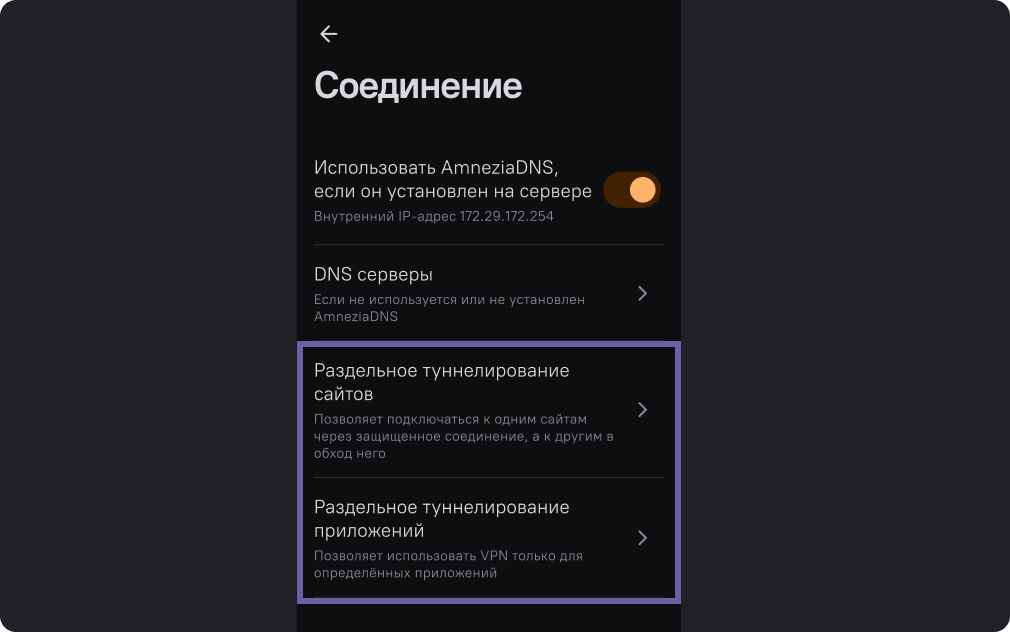 Соединение
Использовать AmneziaDNS,
если он установлен на сервере
Внутренний IP-адрес 172.29.172.254
DNS серверы
Если не используется или не установлен
AmneziaDNS
Раздельное туннелирование
сайтов
Позволяет подключаться к одним сайтам
через защищенное соединение, а к другим в
обход него
Раздельное туннелирование
приложений
Позволяет использовать VPN только для
определённых приложений